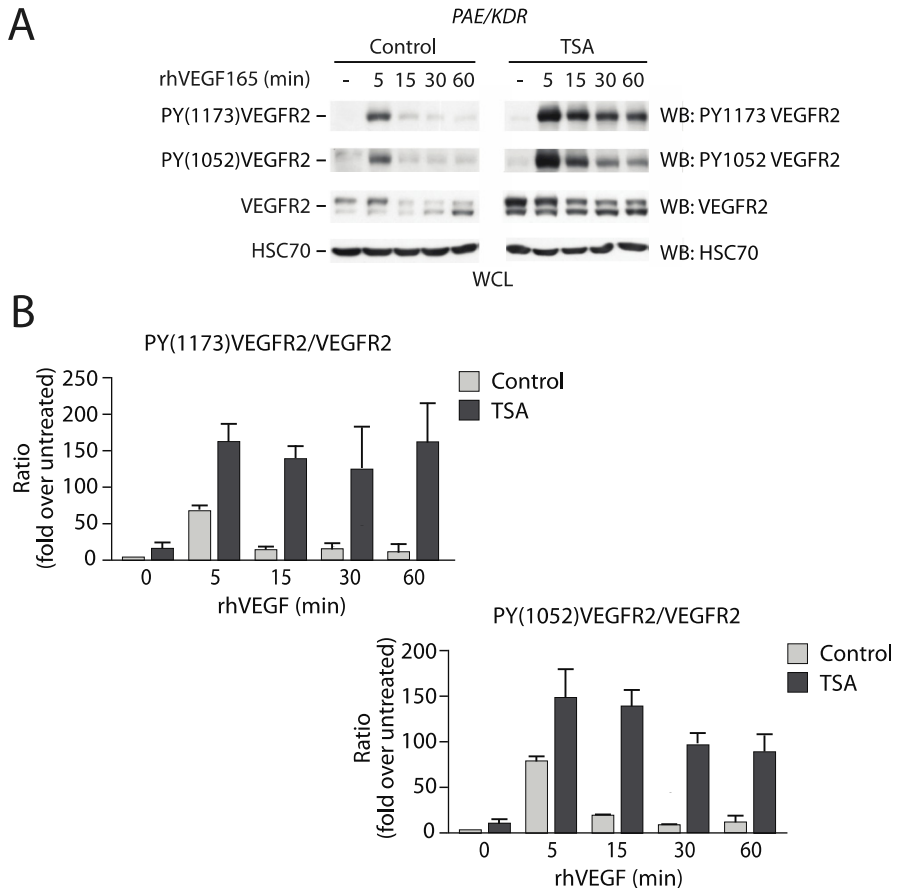 A
PAE/KDR
Control TSA
rhVEGF165 (min) - 5 15 30 60 - 5 15 30 60
PY(1173)VEGFR2 – WB: PY1173 VEGFR2
PY(1052)VEGFR2 – WB: PY1052 VEGFR2
VEGFR2 – WB: VEGFR2
HSC70 – WB: HSC70
WCL
B
PY(1173)VEGFR2/VEGFR2
Ratio
(fold over untreated)
250
200
150
100
50
0
0 5 15 30 60
rhVEGF (min)
Control
TSA
PY(1052)VEGFR2/VEGFR2
Ratio
(fold over untreated)
200
150
100
50
0
0 5 15 30 60
rhVEGF (min)
Control
TSA